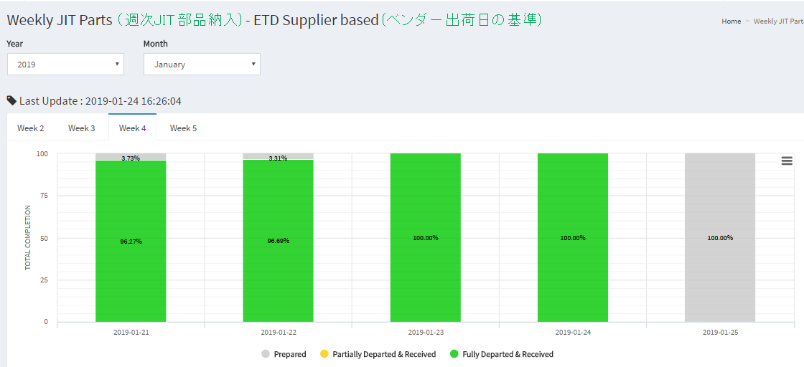 Weekly JIT Parts （週次JIT部品納入）- ETD Supplier based（ベンダー出荷日の基準）
Home Weekly JIT Part
Year Month
2019 January
Last Update : 2019-01-24 16:26:04
Week 2 Week 3 Week 4 Week 5
TOTAL COMPLETION
100
75
50
25
0
3.73% 3.31%
96.27% 96.69% 100.00% 100.00% 100.00%
2019-01-21 2019-01-22 2019-01-23 2019-01-24 2019-01-25
Prepared Partially Departed & Received Fully Departed & Received